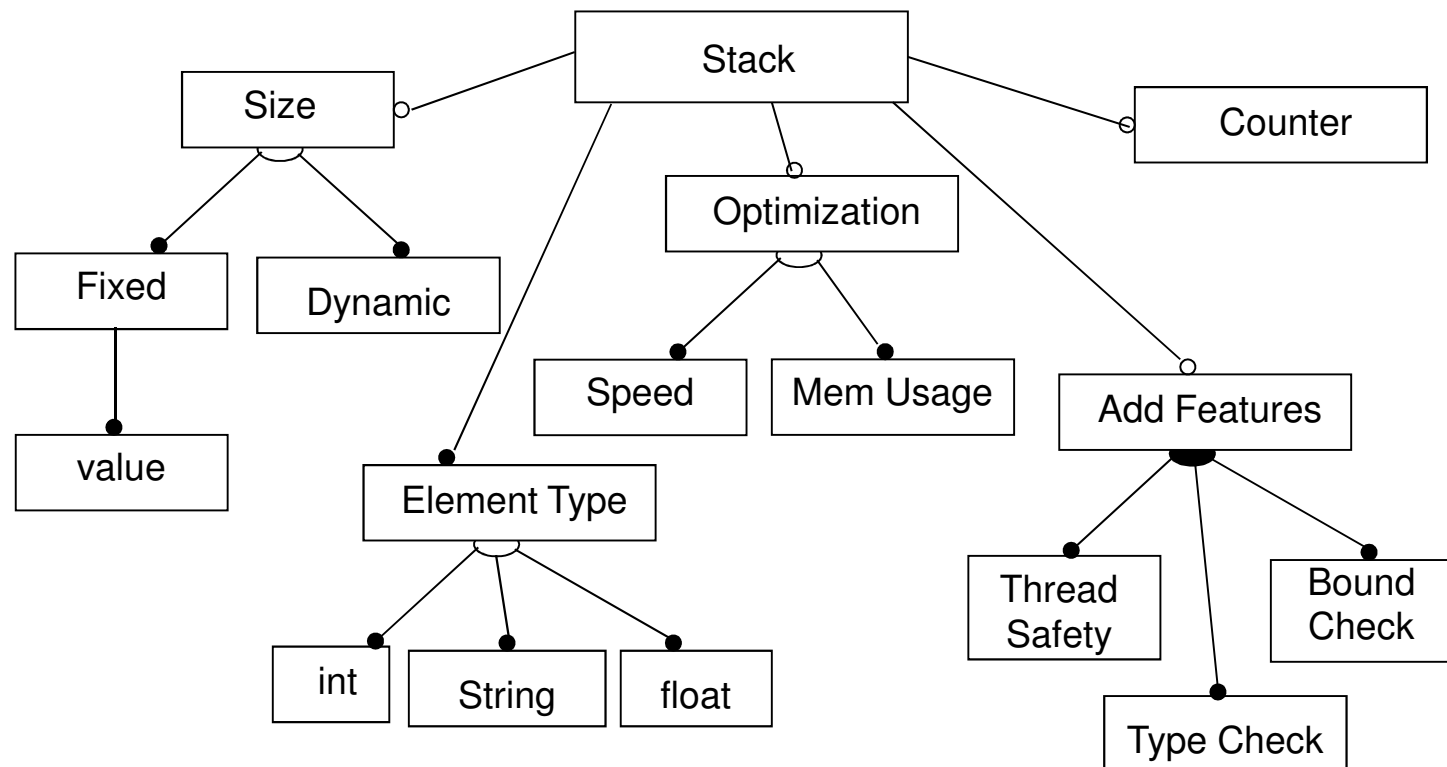 Stack
Size
Counter
Optimization
Fixed
Dynamic
Speed
Mem Usage
Add Features
value
Element Type
Thread
Safety
Bound
Check
int
String
float
Type Check